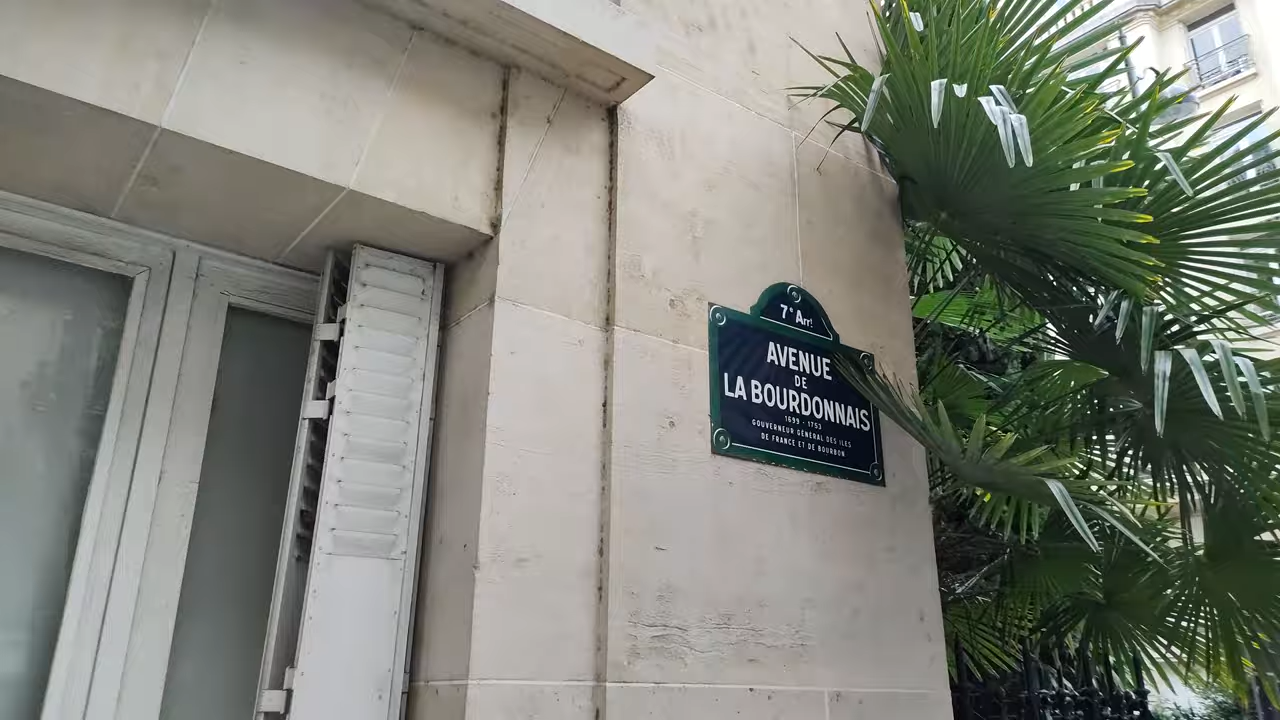 7e Arrt
AVENUE
DE
LA BOURDONNAIS
1699 - 1753
GOUVERNEUR GÉNÉRAL DES ILES
DE FRANCE ET DE BOURBON